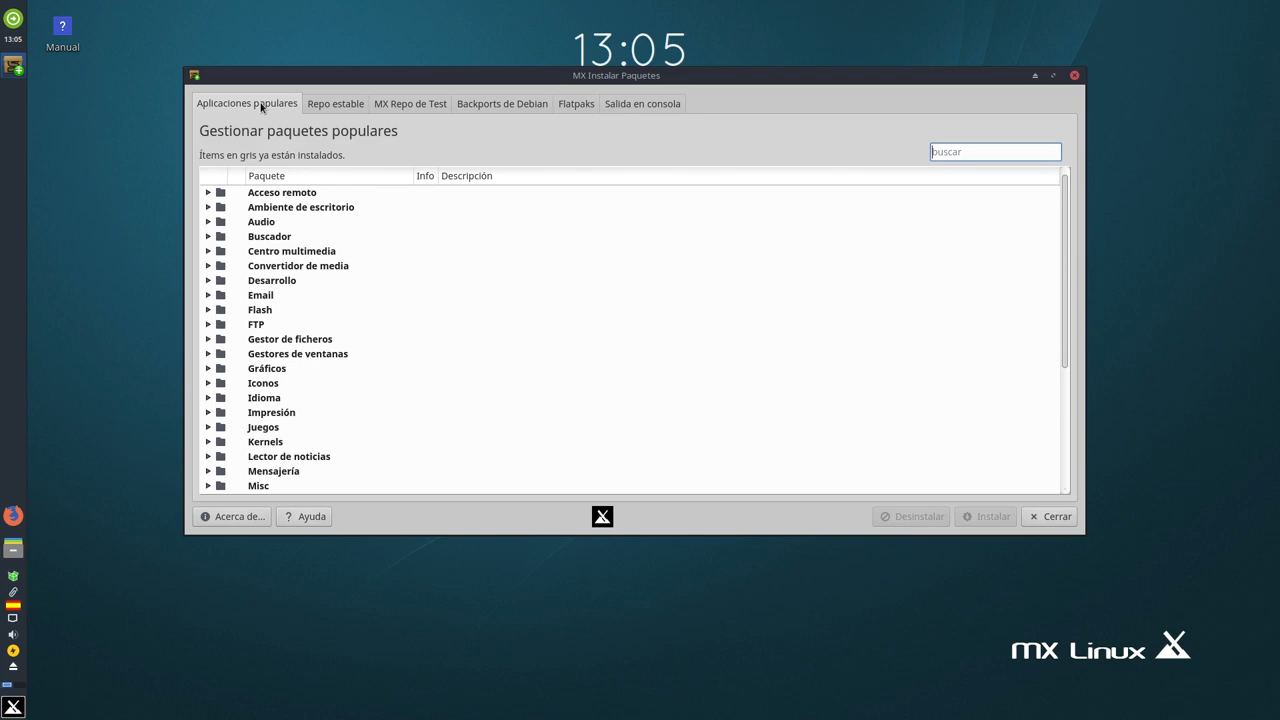 13:05
13:05
Manual
MX Instalar Paquetes
Aplicaciones populares Repo estable MX Repo de Test Backports de Debian Flatpaks Salida en consola
Gestionar paquetes populares
Ítems en gris ya están instalados.
buscar
Paquete Info Descripción
Acceso remoto
Ambiente de escritorio
Audio
Buscador
Centro multimedia
Convertidor de media
Desarrollo
Email
Flash
FTP
Gestor de ficheros
Gestores de ventanas
Gráficos
Iconos
Idioma
Impresión
Juegos
Kernels
Lector de noticias
Mensajería
Misc
Acerca de... ? Ayuda Desinstalar Instalar Cerrar
mx Linux